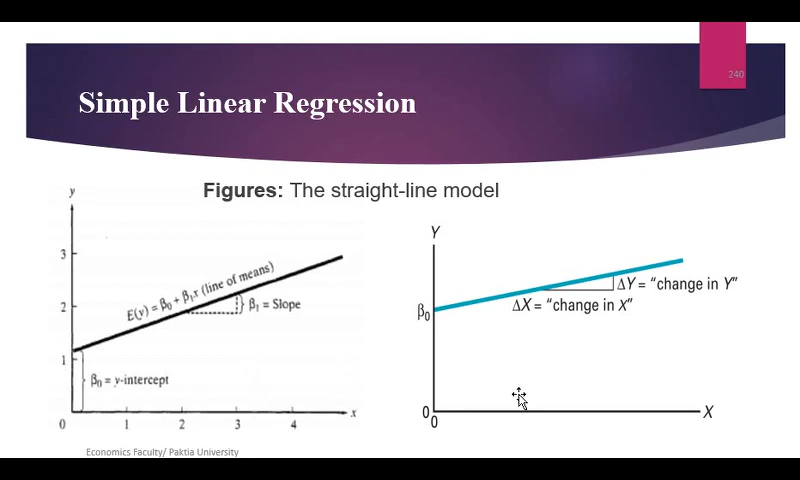 240
Simple Linear Regression
Figures: The straight-line model
y
3
2
1
0
1
2
3
4
x
E(y) = β₀ + β₁x (line of means)
β₁ = Slope
β₀ = y-intercept
Y
β₀
ΔY = “change in Y”
ΔX = “change in X”
0
0
X
Economics Faculty/ Paktia University